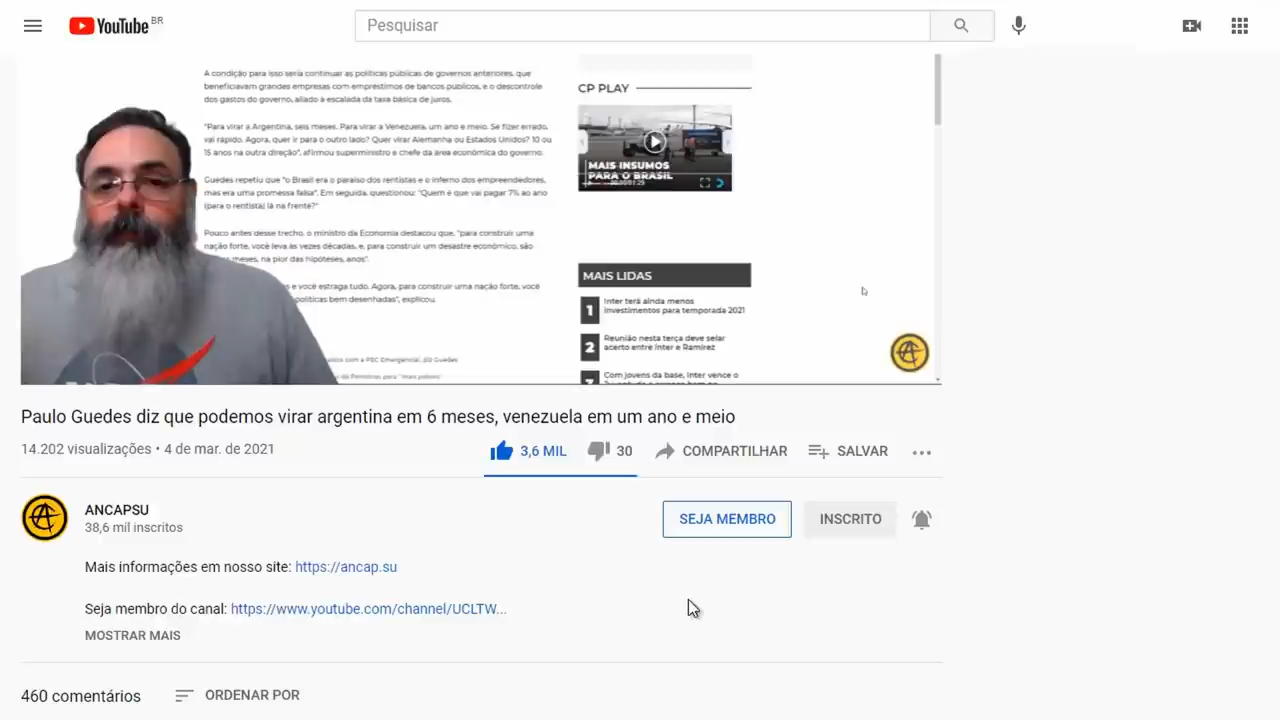 YouTube BR
Pesquisar
A condição para isso seria continuar as políticas públicas de governos anteriores, que
beneficiavam grandes empresas com empréstimos de bancos públicos, e o descontrole
dos gastos do governo, aliado à escalada da taxa básica de juros.
"Para virar a Argentina, seis meses. Para virar a Venezuela, um ano e meio. Se fizer errado,
vai rápido. Agora, quer ir para o outro lado? Quer virar Alemanha ou Estados Unidos? 10 ou
15 anos na outra direção", afirmou superministro e chefe da área econômica do governo.
Guedes repetiu que "o Brasil era o paraíso dos rentistas e o inferno dos empreendedores,
mas era uma promessa falsa". Em seguida, questionou: "Quem é que vai pagar 7% ao ano
(para o rentista) lá na frente?"
Pouco antes desse trecho, o ministro da Economia destacou que, "para construir uma
nação forte, você leva às vezes décadas, e, para construir um desastre econômico, são
meses, na pior das hipóteses, anos".
e você estraga tudo. Agora, para construir uma nação forte, você
políticas bem desenhadas", explicou.
com a PEC Emergencial, diz Guedes
CP PLAY
MAIS INSUMOS
PARA O BRASIL
MAIS LIDAS
1 Inter terá ainda menos
investimentos para temporada 2021
2 Reunião nesta terça deve selar
acerto entre Inter e Ramírez
Com jovens da base, Inter vence o
Paulo Guedes diz que podemos virar argentina em 6 meses, venezuela em um ano e meio
14.202 visualizações • 4 de mar. de 2021
3,6 MIL 30 COMPARTILHAR SALVAR
ANCAPSU
38,6 mil inscritos
SEJA MEMBRO INSCRITO
Mais informações em nosso site: https://ancap.su
Seja membro do canal: https://www.youtube.com/channel/UCLTW...
MOSTRAR MAIS
460 comentários ORDENAR POR